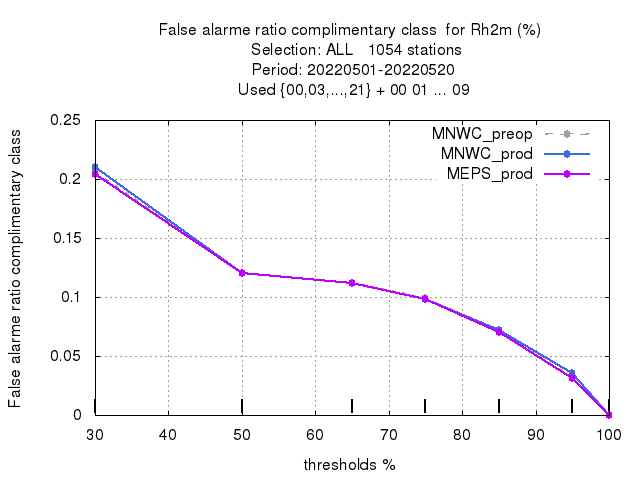 False alarme ratio complimentary class  for Rh2m (%)
Selection: ALL   1054 stations
Period: 20220501-20220520
Used {00,03,...,21} + 00 01 ... 09
MNWC_preop
MNWC_prod
MEPS_prod
False alarme ratio complimentary class
0.25
0.2
0.15
0.1
0.05
0
30 40 50 60 70 80 90 100
thresholds %